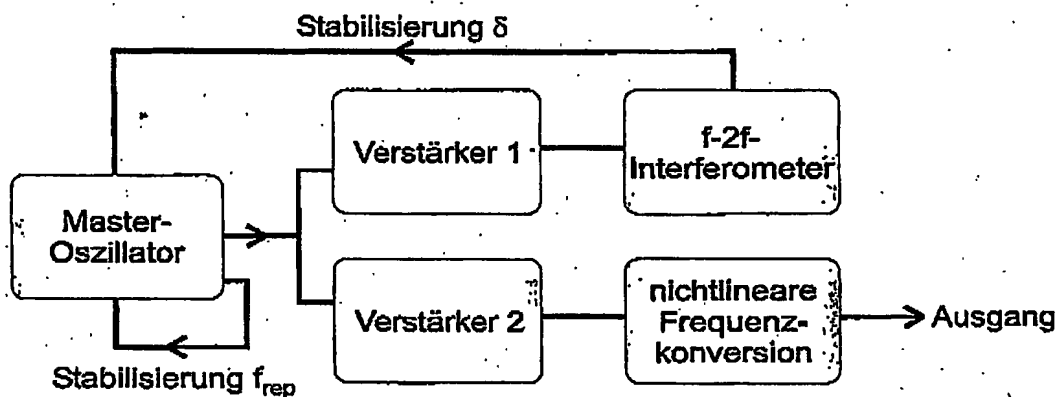 Stabilisierung δ
Verstärker 1
f-2f-
Interferometer
Master-
Oszillator
Verstärker 2
nichtlineare
Frequenz-
konversion
Ausgang
Stabilisierung f_rep